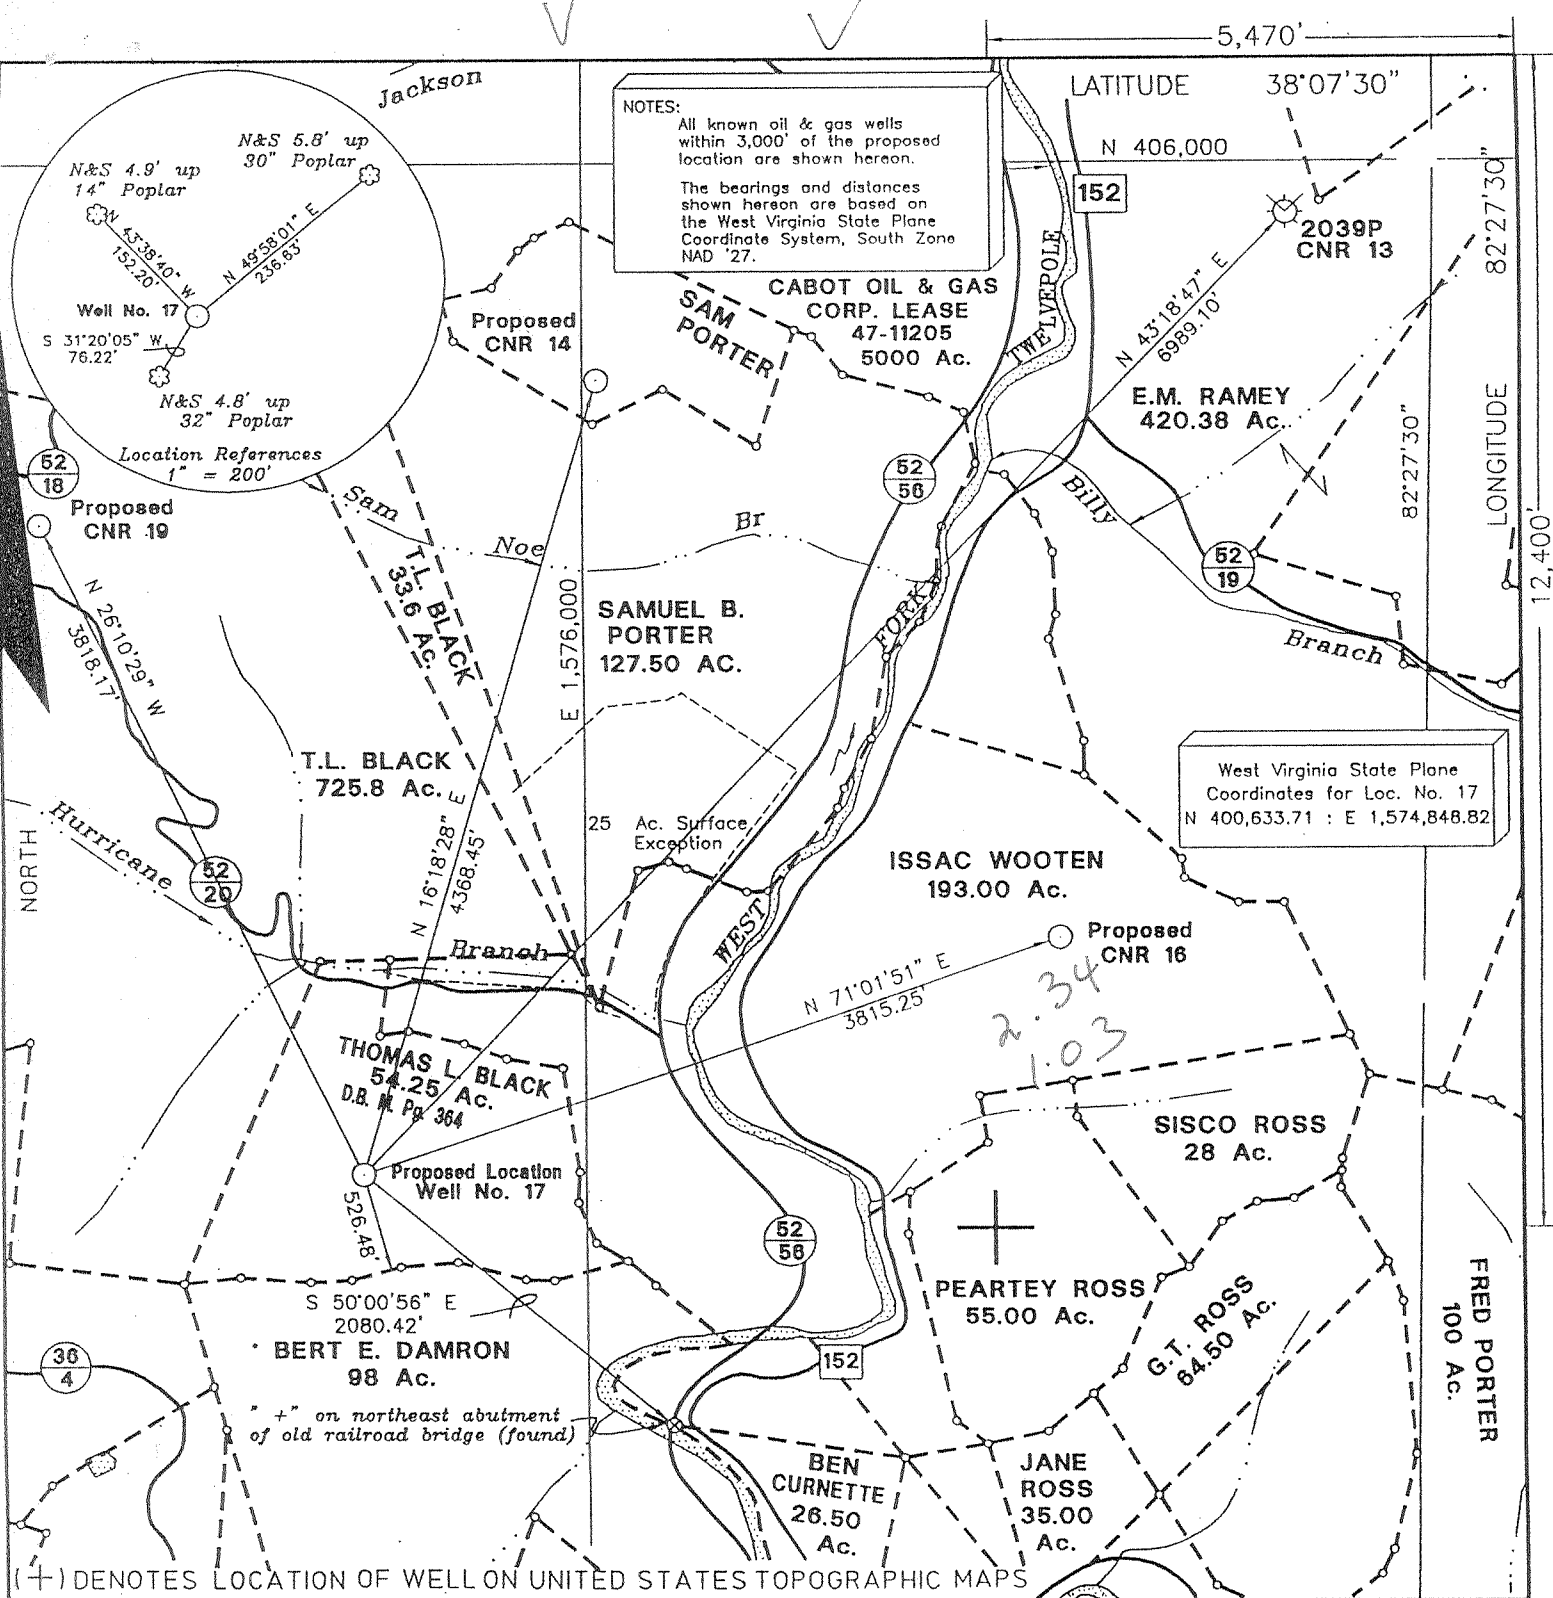 5,470'
LATITUDE 38°07'30"
Jackson
NOTES:
All known oil & gas wells
within 3,000' of the proposed
location are shown hereon.
The bearings and distances
shown hereon are based on
the West Virginia State Plane
Coordinate System, South Zone
NAD '27.
N 406,000
152
82°27'30"
2039P
CNR 13
N&S 5.8' up
30" Poplar
N&S 4.9' up
14" Poplar
N 43°38'40" W
152.20'
N 49°58'01" E
236.63'
Well No. 17
S 31°20'05" W
76.22'
N&S 4.8' up
32" Poplar
Location References
1" = 200'
Proposed
CNR 14
SAM
PORTER
CABOT OIL & GAS
CORP. LEASE
47-11205
5000 Ac.
TWELVEPOLE
N 43°18'47" E
6989.10'
E.M. RAMEY
420.38 Ac.
82°27'30"
LONGITUDE
12,400'
52
18
Proposed
CNR 19
Sam
Noe
Br
52
56
Billy
52
19
Branch
N 26°10'29" W
3818.17'
T.L. BLACK
33.6 Ac.
E 1,576,000
SAMUEL B.
PORTER
127.50 AC.
FORK
T.L. BLACK
725.8 Ac.
West Virginia State Plane
Coordinates for Loc. No. 17
N 400,633.71 : E 1,574,848.82
NORTH
Hurricane
52
20
N 16°18'28" E
4368.45'
25 Ac. Surface
Exception
ISSAC WOOTEN
193.00 Ac.
WEST
Branch
Proposed
CNR 16
N 71°01'51" E
3815.25'
2.34
1.03
THOMAS L. BLACK
54.25 Ac.
D.B. Pg. 364
SISCO ROSS
28 Ac.
Proposed Location
Well No. 17
526.48'
52
56
PEARTEY ROSS
55.00 Ac.
G.T. ROSS
64.50 Ac.
FRED PORTER
100 Ac.
S 50°00'56" E
2080.42'
BERT E. DAMRON
98 Ac.
36
4
152
" +" on northeast abutment
of old railroad bridge (found)
BEN
CURNETTE
26.50
Ac.
JANE
ROSS
35.00
Ac.
(+) DENOTES LOCATION OF WELL ON UNITED STATES TOPOGRAPHIC MAPS